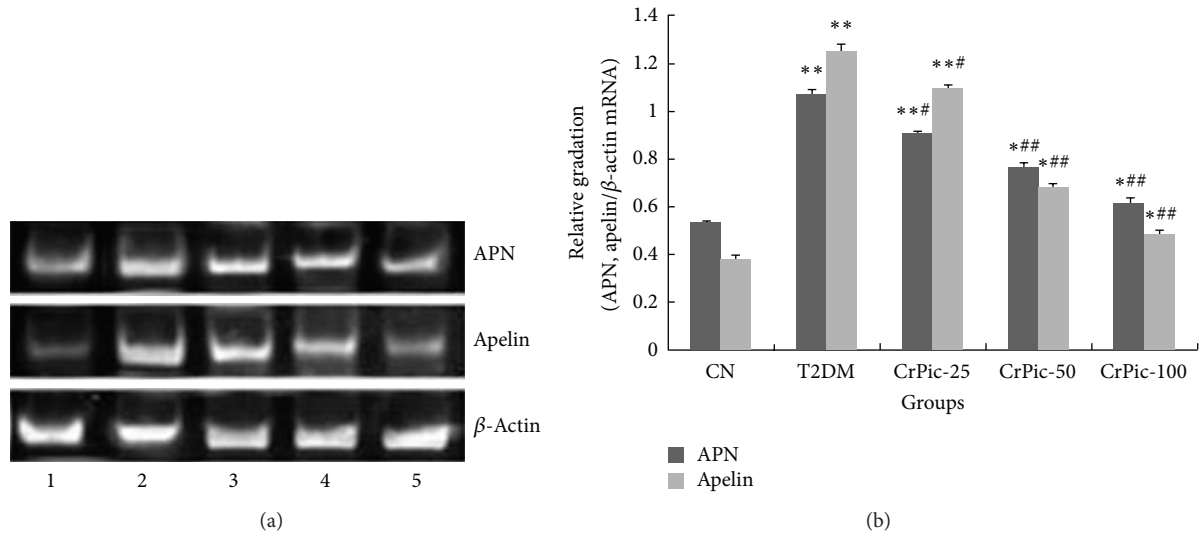 APN
Apelin
β-Actin
1 2 3 4 5
(a)
Relative gradation
(APN, apelin/β-actin mRNA)
1.4
1.2
1
0.8
0.6
0.4
0.2
0
**
**
**#
**#
*##
*##
*##
*##
CN T2DM CrPic-25 CrPic-50 CrPic-100
Groups
APN
Apelin
(b)